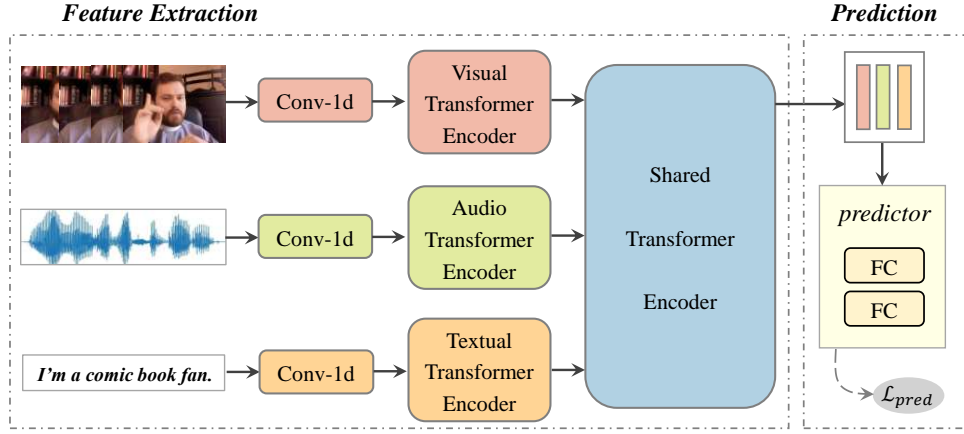 Feature Extraction
Prediction
Conv-1d
Visual
Transformer
Encoder
Conv-1d
Audio
Transformer
Encoder
I'm a comic book fan.
Conv-1d
Textual
Transformer
Encoder
Shared
Transformer
Encoder
predictor
FC
FC
ℒpred